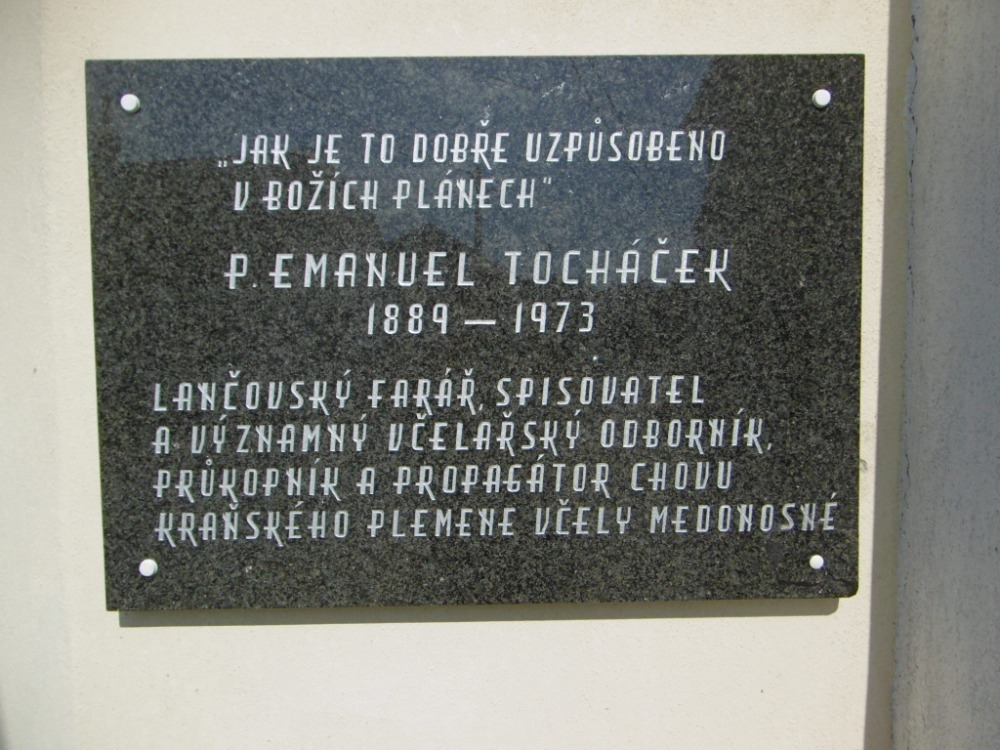 „JAK JE TO DOBŘE UZPŮSOBENO
V BOŽÍCH PLÁNECH"
P. EMANUEL TOCHÁČEK
1889 — 1973
LANČOVSKÝ FARÁŘ, SPISOVATEL
A VÝZNAMNÝ VČELAŘSKÝ ODBORNÍK,
PRŮKOPNÍK A PROPAGÁTOR CHOVU
KRAŇSKÉHO PLEMENE VČELY MEDONOSNÉ